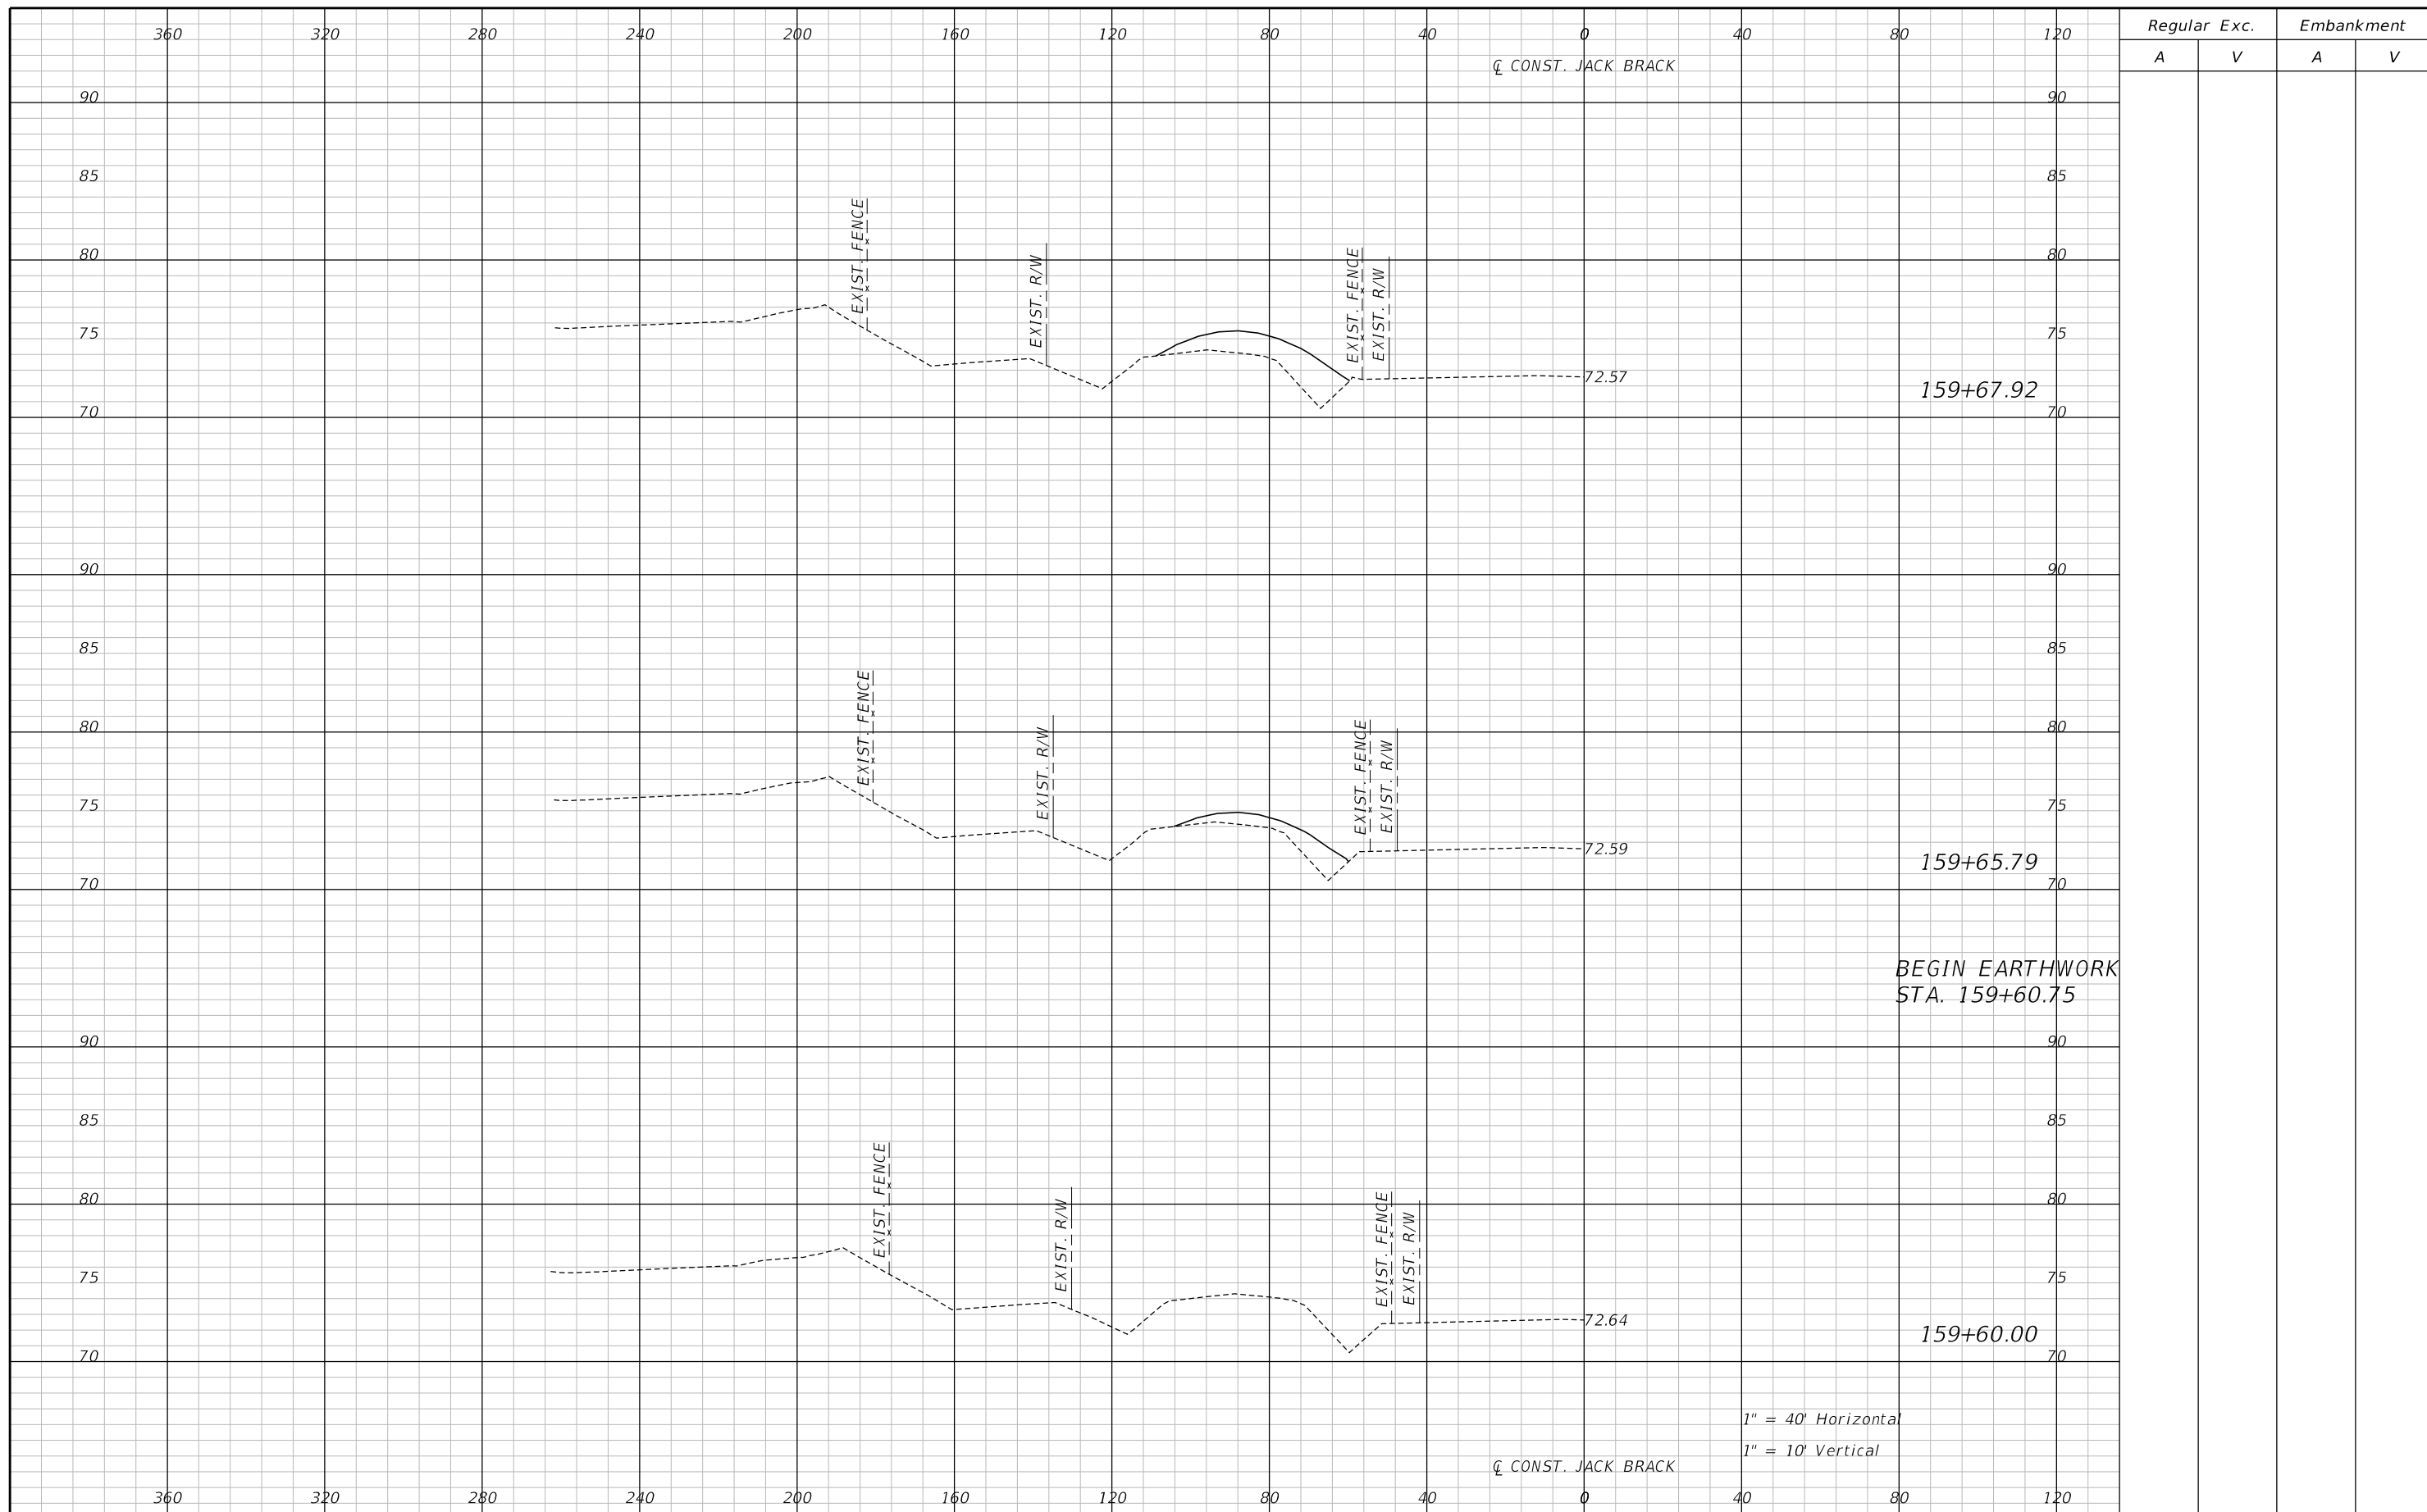 360 320 280 240 200 160 120 80 40 0 40 80 120
Regular Exc. Embankment
A V A V
℄ CONST. JACK BRACK
90 90
85 85
EXIST. FENCE
EXIST. R/W
EXIST. FENCE
EXIST. R/W
80 80
75 75
72.57
159+67.92
70 70
90 90
85 85
EXIST. FENCE
EXIST. R/W
EXIST. FENCE
EXIST. R/W
80 80
75 75
72.59
159+65.79
70 70
BEGIN EARTHWORK
STA. 159+60.75
90 90
85 85
EXIST. FENCE
EXIST. R/W
EXIST. FENCE
EXIST. R/W
80 80
75 75
72.64
159+60.00
70 70
1" = 40' Horizontal
1" = 10' Vertical
℄ CONST. JACK BRACK
360 320 280 240 200 160 120 80 40 0 40 80 120